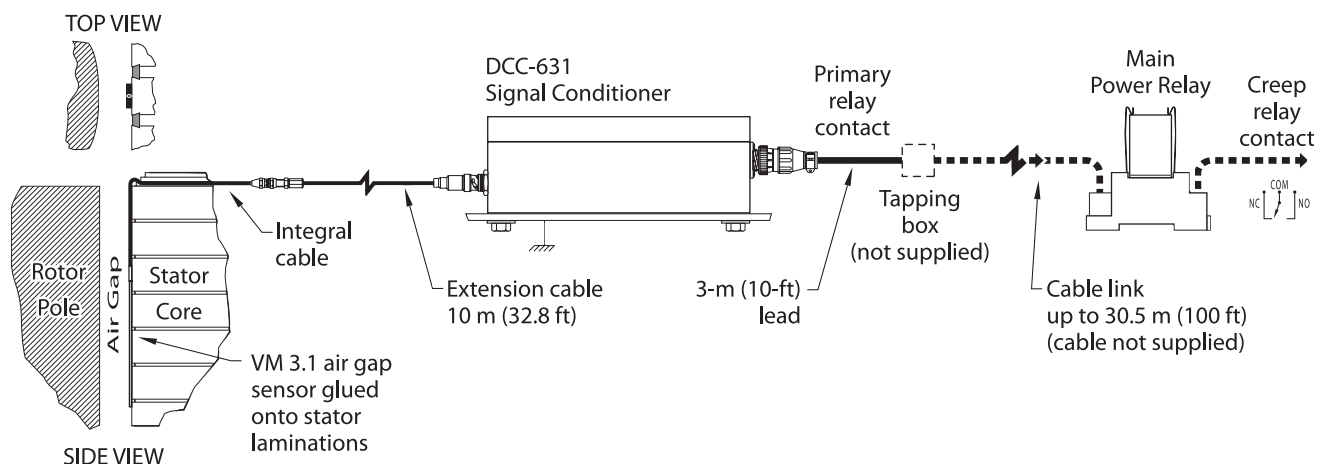 TOP VIEW
DCC-631
Signal Conditioner
Primary
relay
contact
Main
Power Relay
Creep
relay
contact
COM
NC
NO
Integral
cable
Tapping
box
(not supplied)
Rotor
Pole
Air Gap
Stator
Core
Extension cable
10 m (32.8 ft)
3-m (10-ft)
lead
Cable link
up to 30.5 m (100 ft)
(cable not supplied)
VM 3.1 air gap
sensor glued
onto stator
laminations
SIDE VIEW